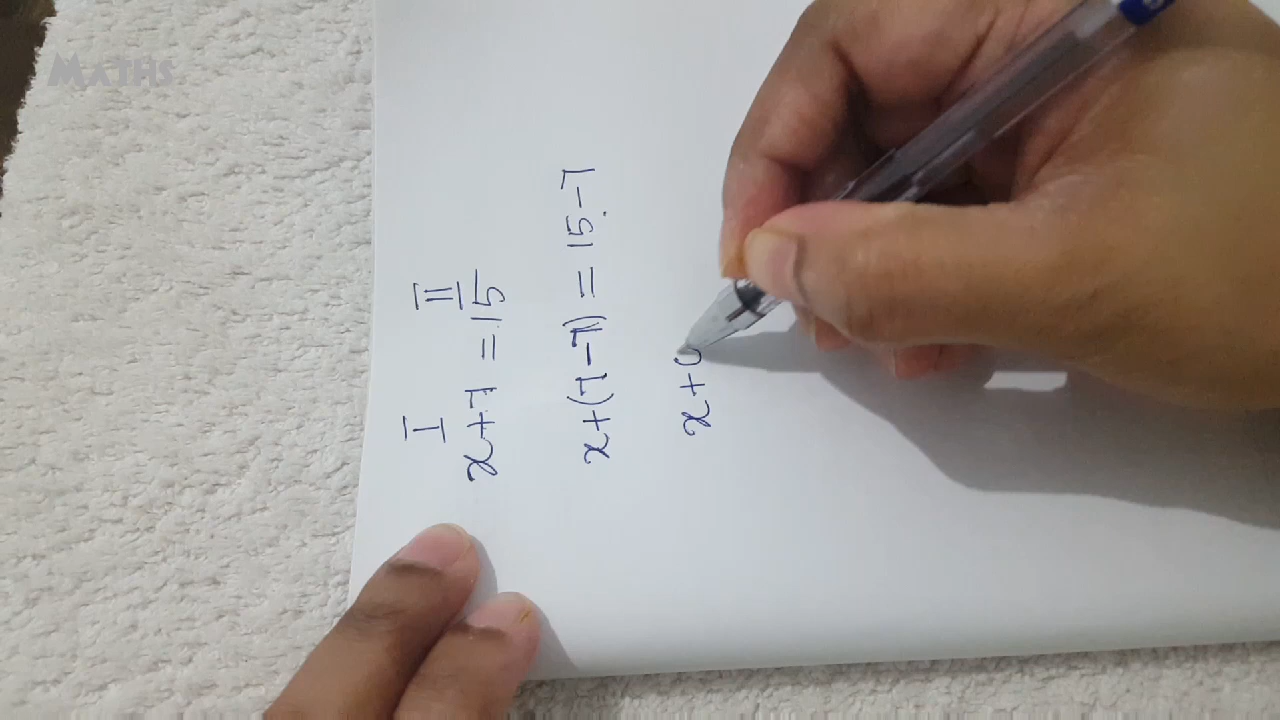 MATHS
I II
x+7 = 15
x+(7-7) = 15-7
x+0